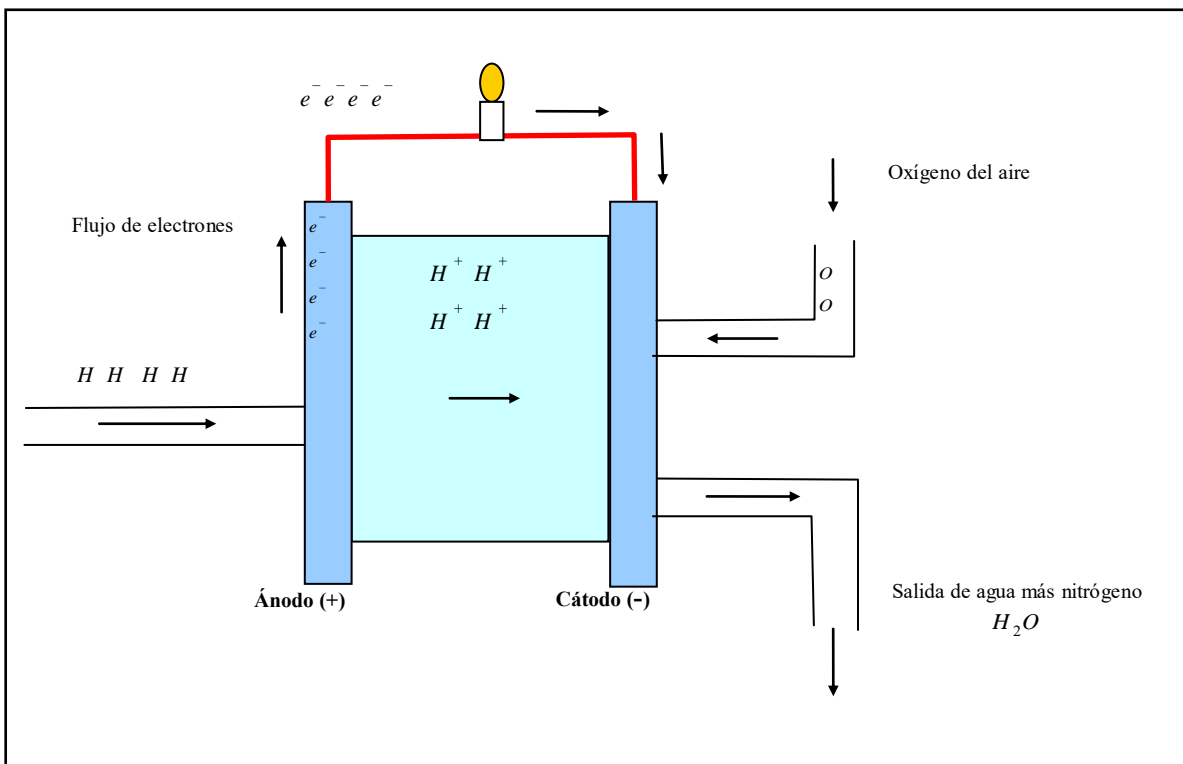 e⁻ e⁻ e⁻ e⁻
Oxígeno del aire
Flujo de electrones
e⁻
e⁻
e⁻
e⁻
H⁺ H⁺
H⁺ H⁺
O
O
H H H H
Ánodo (+)
Cátodo (-)
Salida de agua más nitrógeno
H₂O